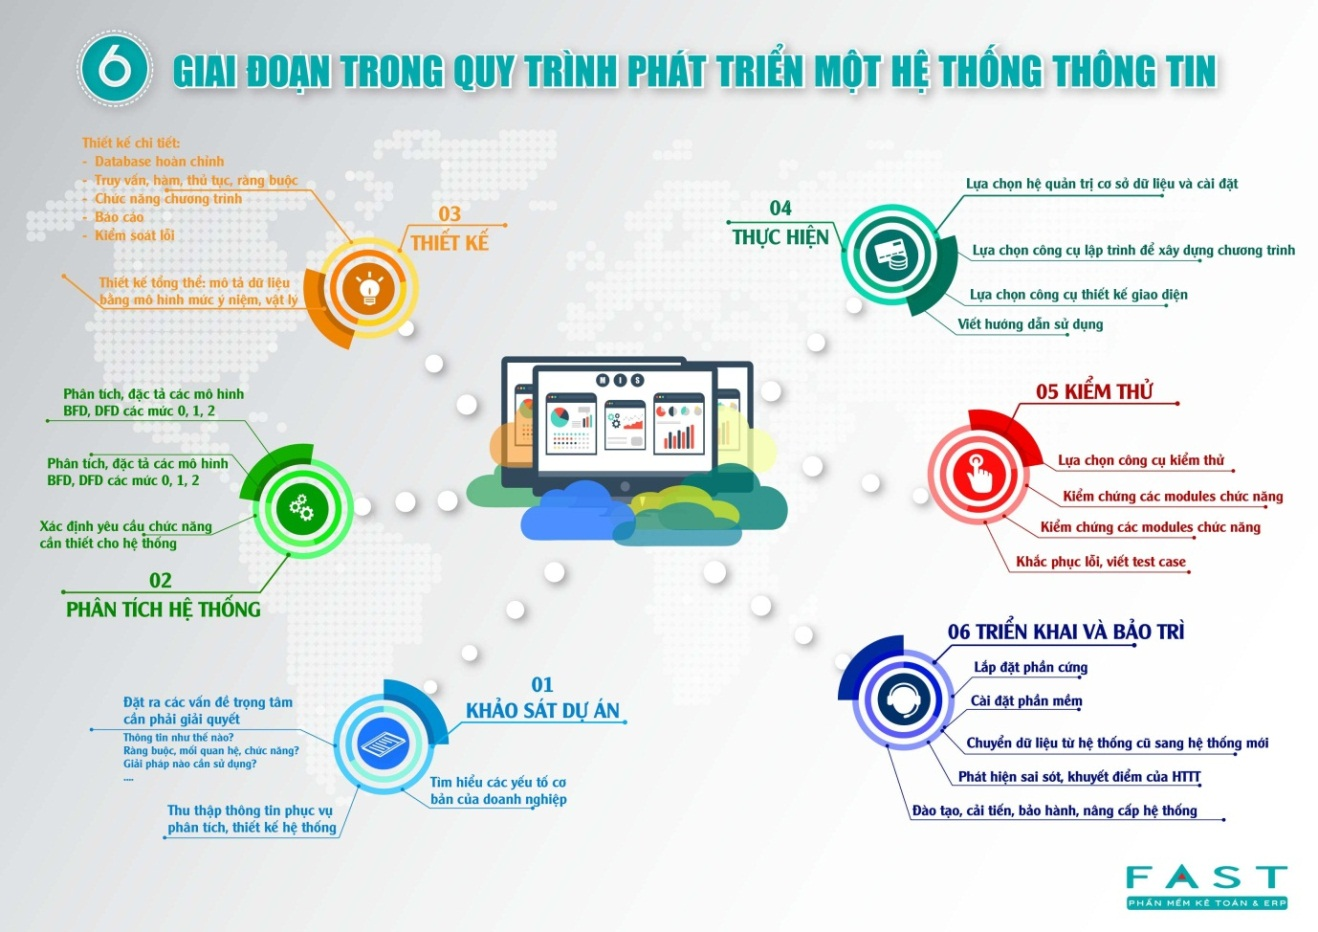 6 GIAI ĐOẠN TRONG QUY TRÌNH PHÁT TRIỂN MỘT HỆ THỐNG THÔNG TIN
Thiết kế chi tiết:
- Database hoàn chỉnh
- Truy vấn, hàm, thủ tục, ràng buộc
- Chức năng chương trình
- Báo cáo
- Kiểm soát lỗi
03
THIẾT KẾ
Thiết kế tổng thể: mô tả dữ liệu
bằng mô hình mức ý niệm, vật lý
Phân tích, đặc tả các mô hình
BFD, DFD các mức 0, 1, 2
Phân tích, đặc tả các mô hình
BFD, DFD các mức 0, 1, 2
Xác định yêu cầu chức năng
cần thiết cho hệ thống
02
PHÂN TÍCH HỆ THỐNG
01
KHẢO SÁT DỰ ÁN
Đặt ra các vấn đề trọng tâm
cần phải giải quyết
Thông tin như thế nào?
Ràng buộc, mối quan hệ, chức năng?
Giải pháp nào cần sử dụng?
....
Tìm hiểu các yếu tố cơ
bản của doanh nghiệp
Thu thập thông tin phục vụ
phân tích, thiết kế hệ thống
MIS
04
THỰC HIỆN
Lựa chọn hệ quản trị cơ sở dữ liệu và cài đặt
Lựa chọn công cụ lập trình để xây dựng chương trình
Lựa chọn công cụ thiết kế giao diện
Viết hướng dẫn sử dụng
05 KIỂM THỬ
Lựa chọn công cụ kiểm thử
Kiểm chứng các modules chức năng
Kiểm chứng các modules chức năng
Khắc phục lỗi, viết test case
06 TRIỂN KHAI VÀ BẢO TRÌ
Lắp đặt phần cứng
Cài đặt phần mềm
Chuyển dữ liệu từ hệ thống cũ sang hệ thống mới
Phát hiện sai sót, khuyết điểm của HTTT
Đào tạo, cải tiến, bảo hành, nâng cấp hệ thống
FAST
PHẦN MỀM KẾ TOÁN & ERP